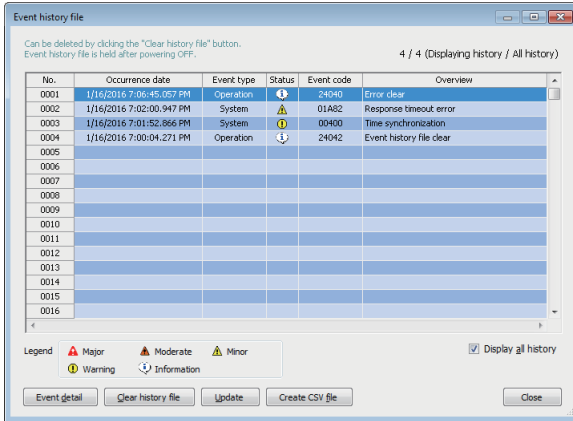 Event history file
Can be deleted by clicking the "Clear history file" button.
Event history file is held after powering OFF.
4 / 4 (Displaying history / All history)
No. Occurrence date Event type Status Event code Overview
0001 1/16/2016 7:06:45.057 PM Operation 24040 Error clear
0002 1/16/2016 7:02:00.947 PM System 01A82 Response timeout error
0003 1/16/2016 7:01:52.866 PM System 00400 Time synchronization
0004 1/16/2016 7:00:04.271 PM Operation 24042 Event history file clear
0005
0006
0007
0008
0009
0010
0011
0012
0013
0014
0015
0016
Legend Major Moderate Minor
Warning Information
Display all history
Event detail Clear history file Update Create CSV file Close